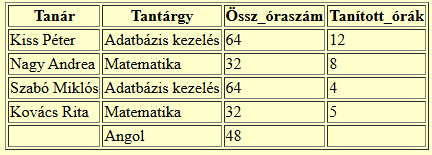 Tanár Tantárgy Össz_óraszám Tanított_órák
Kiss Péter Adatbázis kezelés 64 12
Nagy Andrea Matematika 32 8
Szabó Miklós Adatbázis kezelés 64 4
Kovács Rita Matematika 32 5
Angol 48